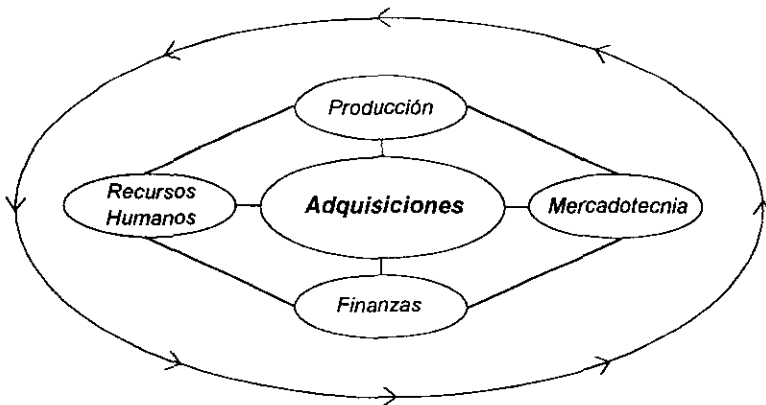 Producción
Recursos
Humanos
Adquisiciones
Mercadotecnia
Finanzas